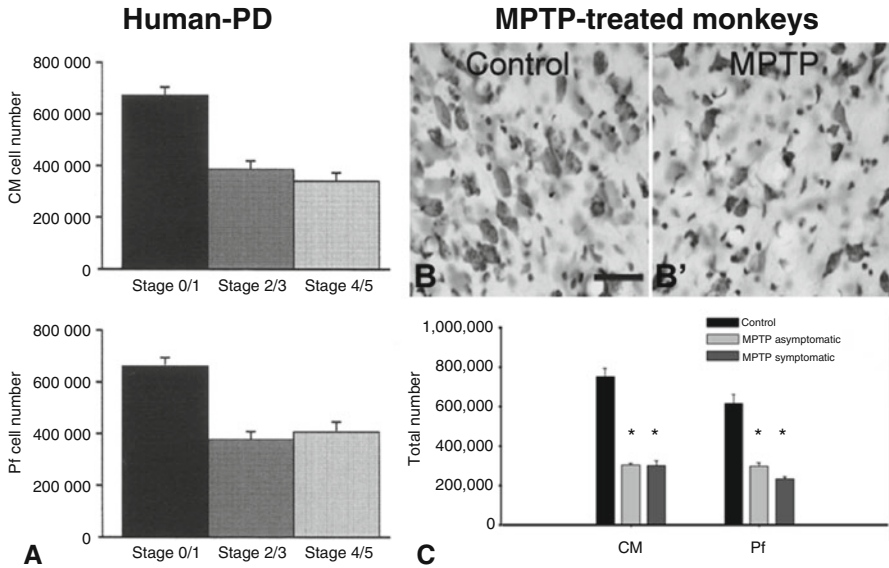 Human-PD
MPTP-treated monkeys
800 000
600 000
400 000
200 000
0
CM cell number
Stage 0/1 Stage 2/3 Stage 4/5
800 000
600 000
400 000
200 000
0
Pf cell number
Stage 0/1 Stage 2/3 Stage 4/5
A
Control
MPTP
B
B'
Control
MPTP asymptomatic
MPTP symptomatic
1,000,000
800,000
600,000
400,000
200,000
0
Total number
* *
* *
CM Pf
C